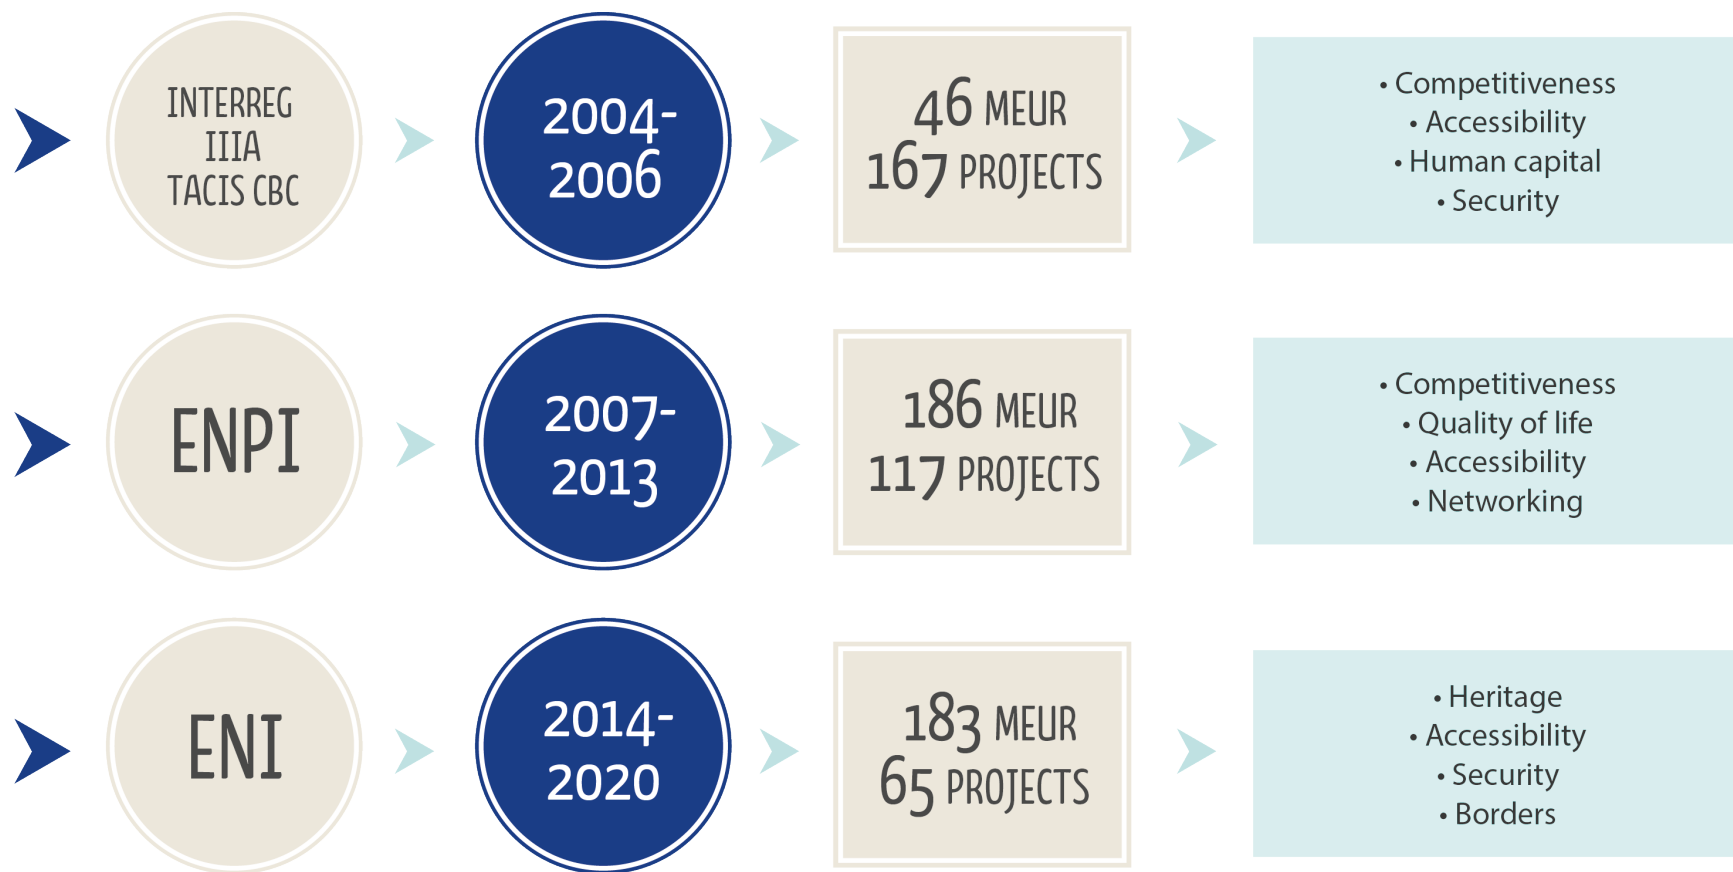 INTERREG
IIIA
TACIS CBC
2004-
2006
46 MEUR
167 PROJECTS
• Competitiveness
• Accessibility
• Human capital
• Security
ENPI
2007-
2013
186 MEUR
117 PROJECTS
• Competitiveness
• Quality of life
• Accessibility
• Networking
ENI
2014-
2020
183 MEUR
65 PROJECTS
• Heritage
• Accessibility
• Security
• Borders